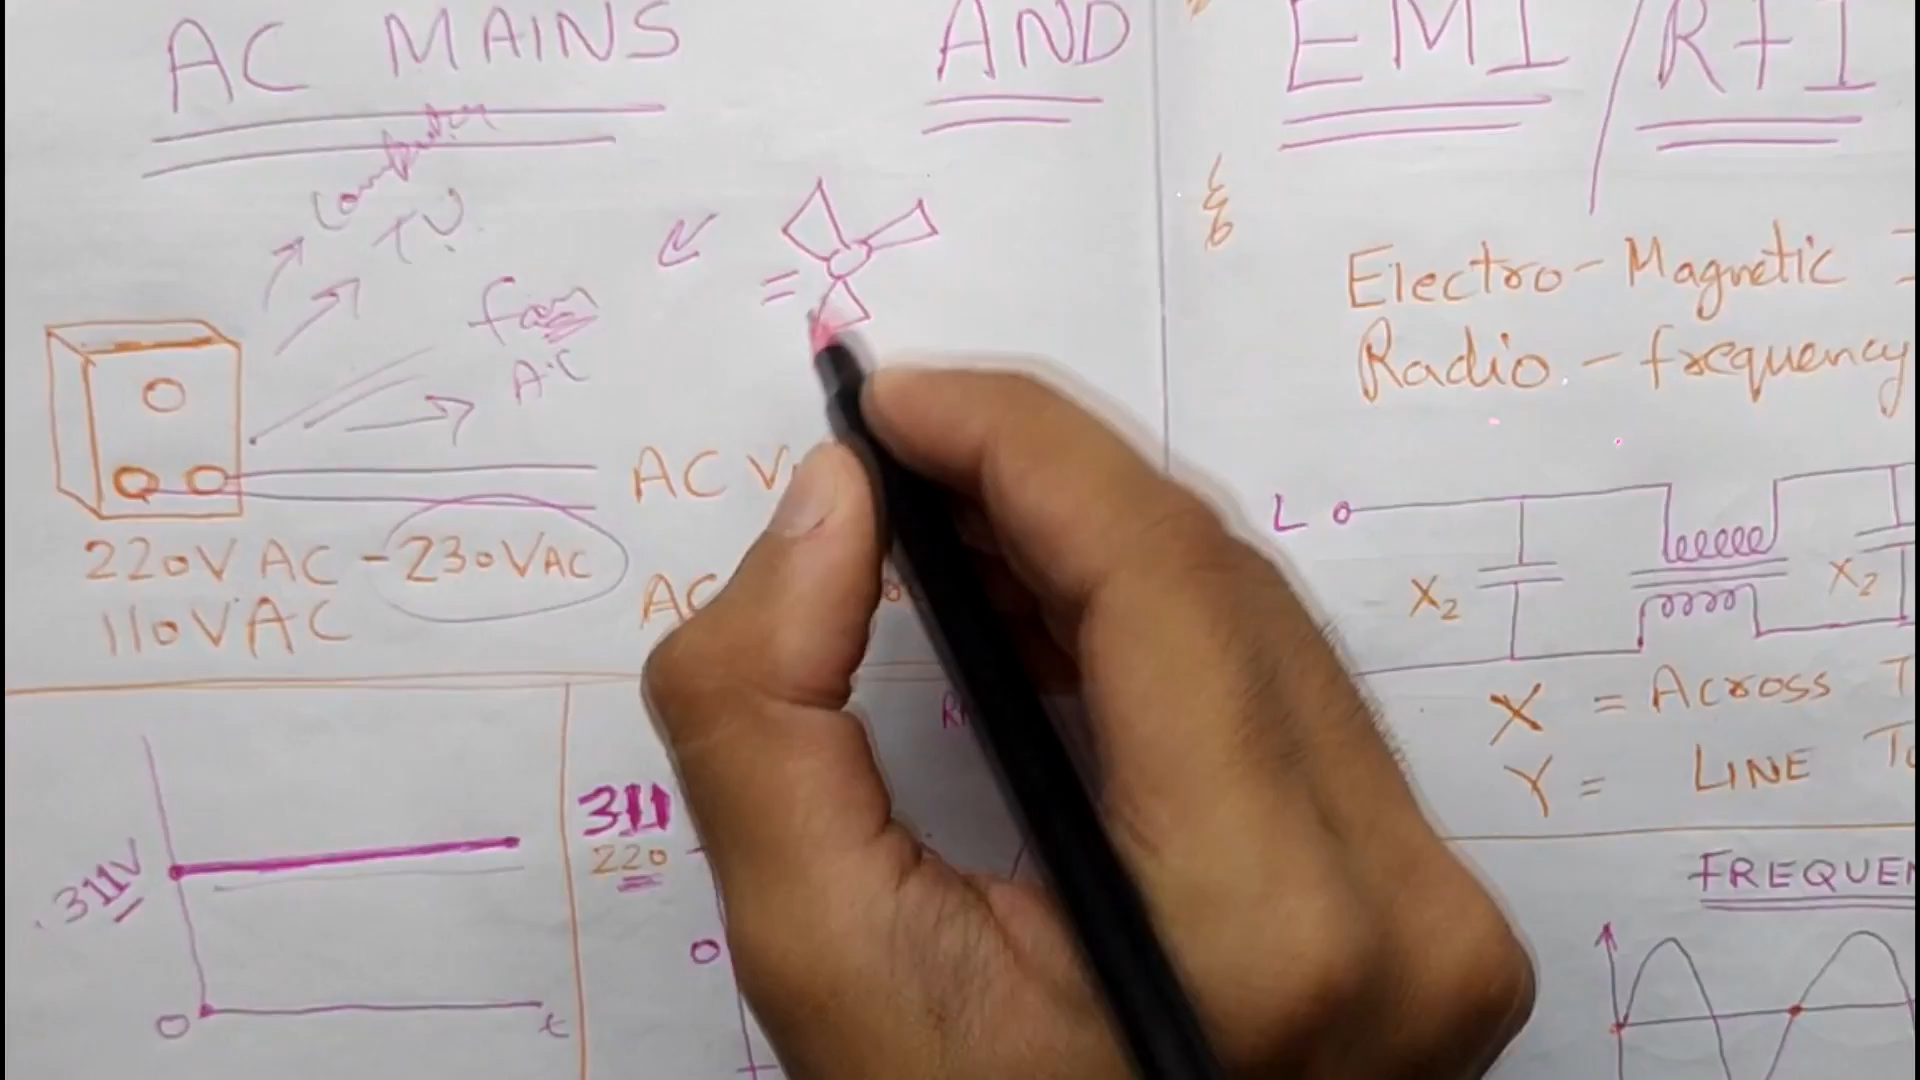 AC MAINS AND EMI/RFI
Computer
TV
fan
A.C
&
Electro-Magnetic
Radio-frequency
AC
220V AC - 230VAC
110VAC
AC
L
X2
X2
X = Across
Y = LINE
311
220
0
311V
0
t